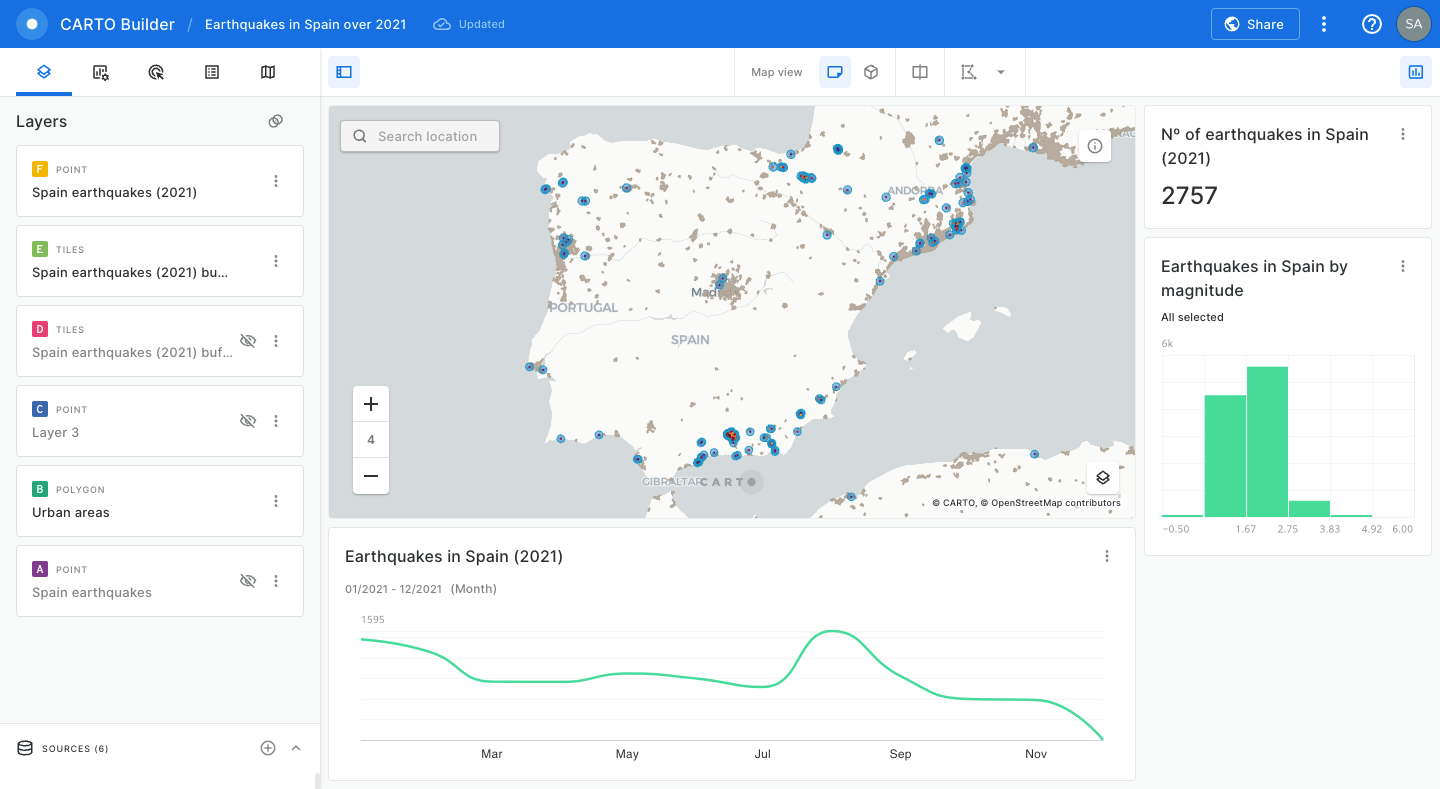 CARTO Builder / Earthquakes in Spain over 2021 Updated
Share
SA
Map view
Layers
F POINT
Spain earthquakes (2021)
E TILES
Spain earthquakes (2021) bu...
D TILES
Spain earthquakes (2021) buf...
C POINT
Layer 3
B POLYGON
Urban areas
A POINT
Spain earthquakes
SOURCES (6)
Search location
ANDORRA
PORTUGAL
SPAIN
GIBRALTAR
CARTO
4
© CARTO, © OpenStreetMap contributors
Earthquakes in Spain (2021)
01/2021 - 12/2021 (Month)
1595
Mar May Jul Sep Nov
Nº of earthquakes in Spain
(2021)
2757
Earthquakes in Spain by
magnitude
All selected
6k
−0.50 1.67 2.75 3.83 4.92 6.00